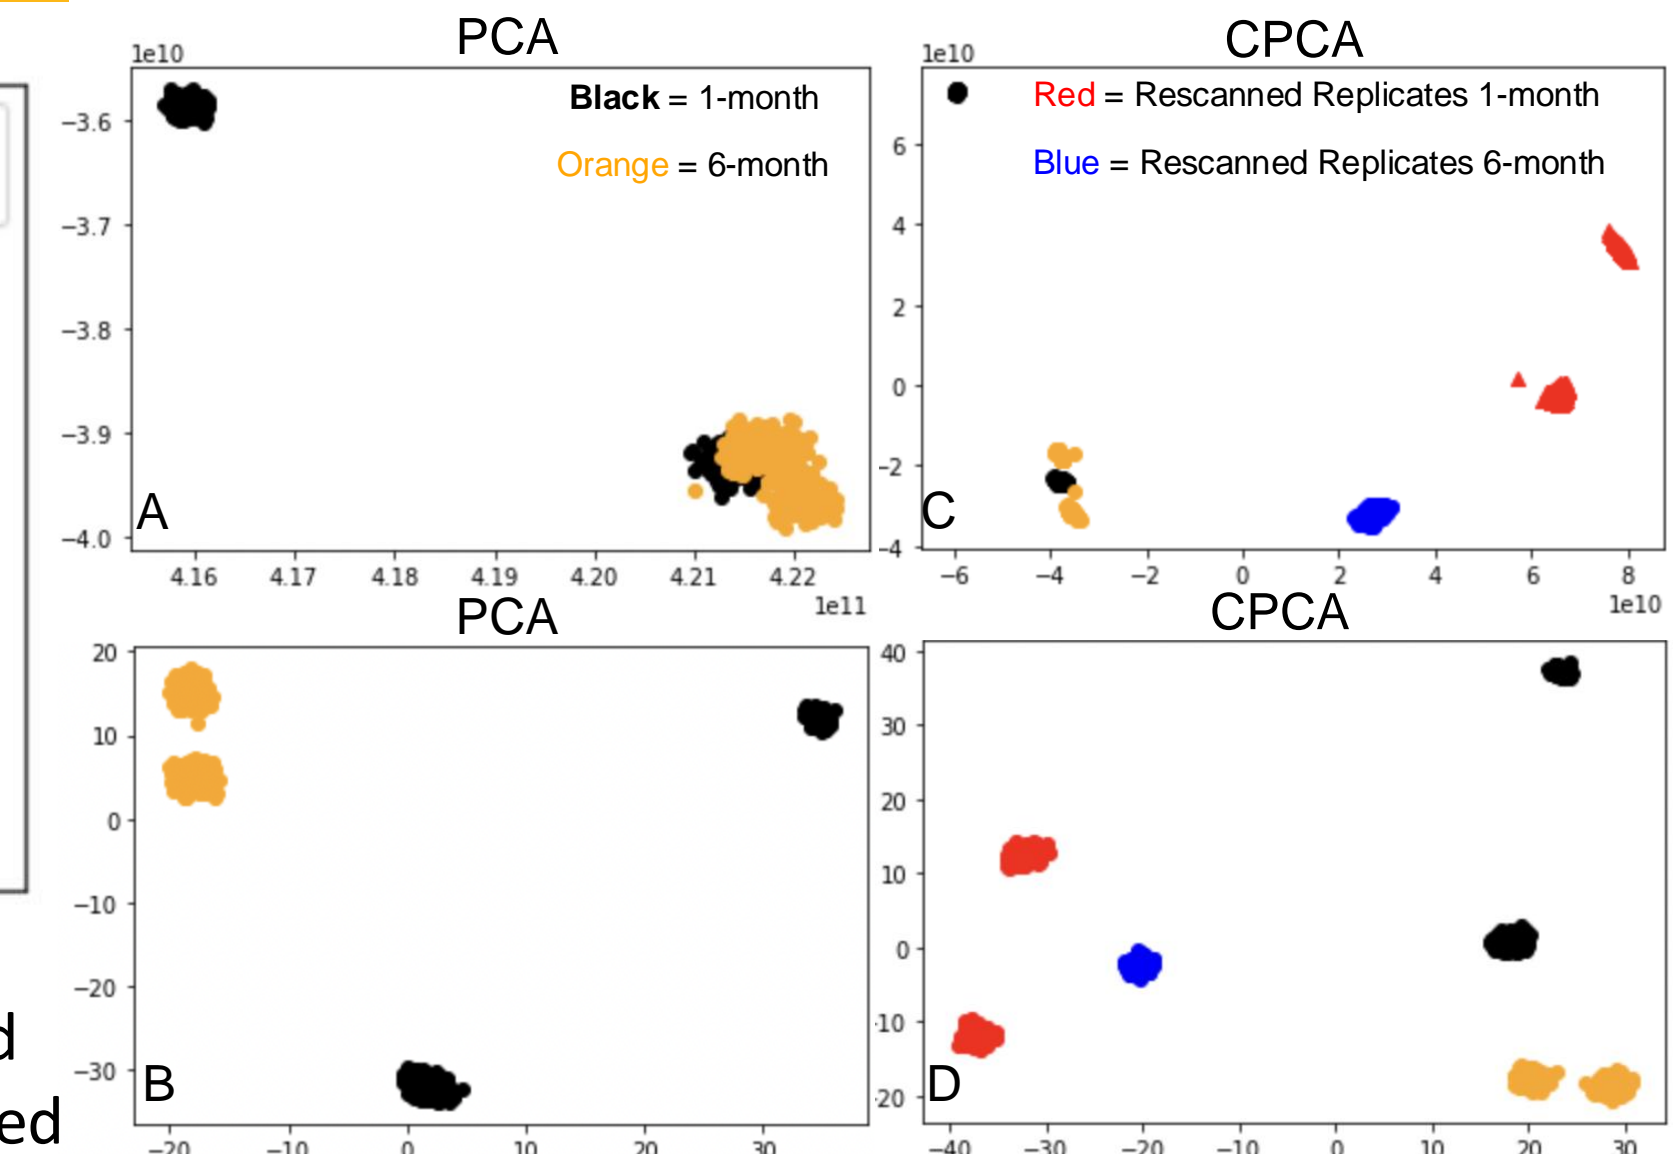 PCA
1e10
Black = 1-month
Orange = 6-month
−3.6
−3.7
−3.8
−3.9
−4.0
A
4.16 4.17 4.18 4.19 4.20 4.21 4.22
1e11
CPCA
1e10
Red = Rescanned Replicates 1-month
Blue = Rescanned Replicates 6-month
6
4
2
0
−2
−4
C
−6 −4 −2 0 2 4 6 8
1e10
PCA
20
10
0
−10
−20
−30
B
−20 −10 0 10 20 30
CPCA
40
30
20
10
0
-10
-20
D
−40 −30 −20 −10 0 10 20 30
d
ed